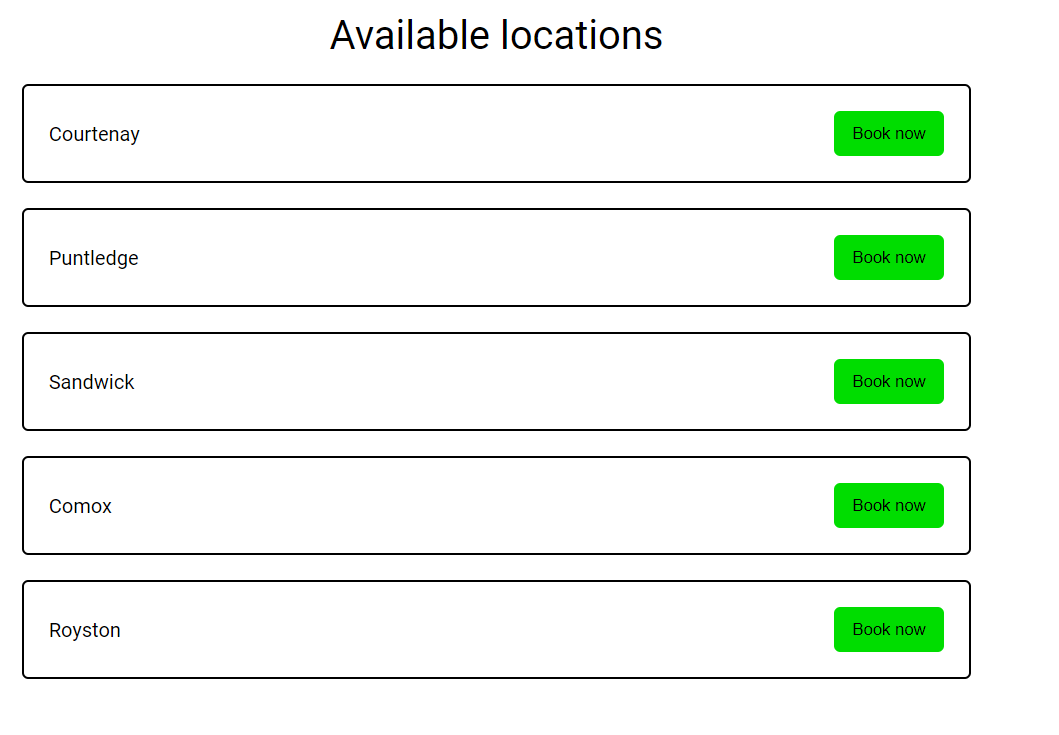 Available locations
Courtenay
Book now
Puntledge
Book now
Sandwick
Book now
Comox
Book now
Royston
Book now